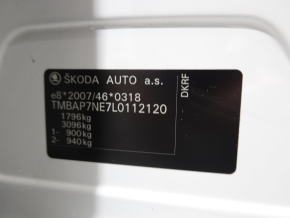 ŠKODA AUTO a.s.
e8*2007/46*0318
TMBAP7NE7L0112120
1796kg
3096kg
1- 900kg
2- 940kg
DKRF